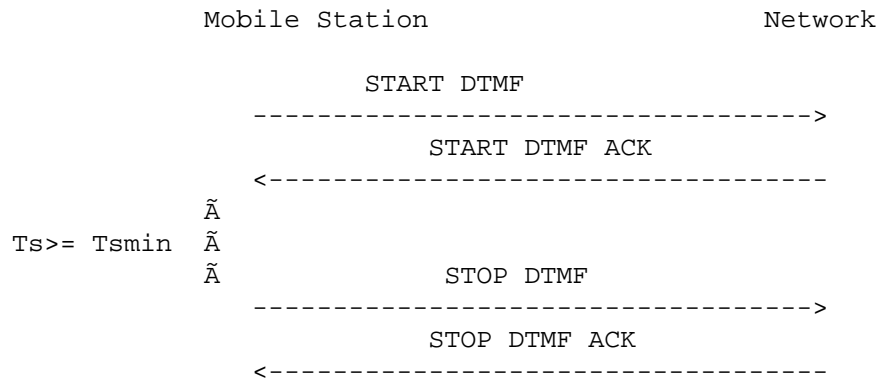 Mobile Station Network
START DTMF
----------------------------------->
START DTMF ACK
<-----------------------------------
Ã
Ts>= Tsmin Ã
Ã STOP DTMF
----------------------------------->
STOP DTMF ACK
<-----------------------------------